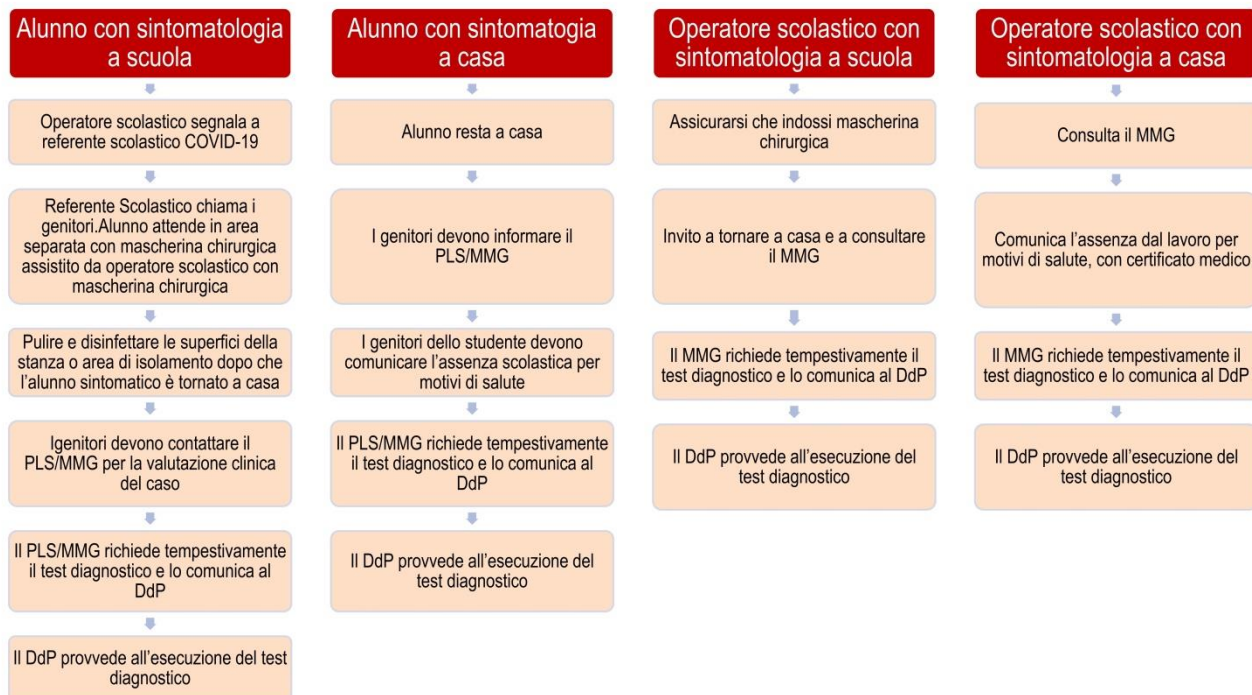 Alunno con sintomatologia
a scuola
Operatore scolastico segnala a
referente scolastico COVID-19
Referente Scolastico chiama i
genitori.Alunno attende in area
separata con mascherina chirurgica
assistito da operatore scolastico con
mascherina chirurgica
Pulire e disinfettare le superfici della
stanza o area di isolamento dopo che
l'alunno sintomatico è tornato a casa
Igenitori devono contattare il
PLS/MMG per la valutazione clinica
del caso
Il PLS/MMG richiede tempestivamente
il test diagnostico e lo comunica al
DdP
Il DdP provvede all'esecuzione del test
diagnostico
Alunno con sintomatogia
a casa
Alunno resta a casa
I genitori devono informare il
PLS/MMG
I genitori dello studente devono
comunicare l'assenza scolastica per
motivi di salute
Il PLS/MMG richiede tempestivamente
il test diagnostico e lo comunica al
DdP
Il DdP provvede all'esecuzione del
test diagnostico
Operatore scolastico con
sintomatologia a scuola
Assicurarsi che indossi mascherina
chirurgica
Invito a tornare a casa e a consultare
il MMG
Il MMG richiede tempestivamente il
test diagnostico e lo comunica al DdP
Il DdP provvede all'esecuzione del
test diagnostico
Operatore scolastico con
sintomatologia a casa
Consulta il MMG
Comunica l'assenza dal lavoro per
motivi di salute, con certificato medico
Il MMG richiede tempestivamente il
test diagnostico e lo comunica al DdP
Il DdP provvede all'esecuzione del
test diagnostico